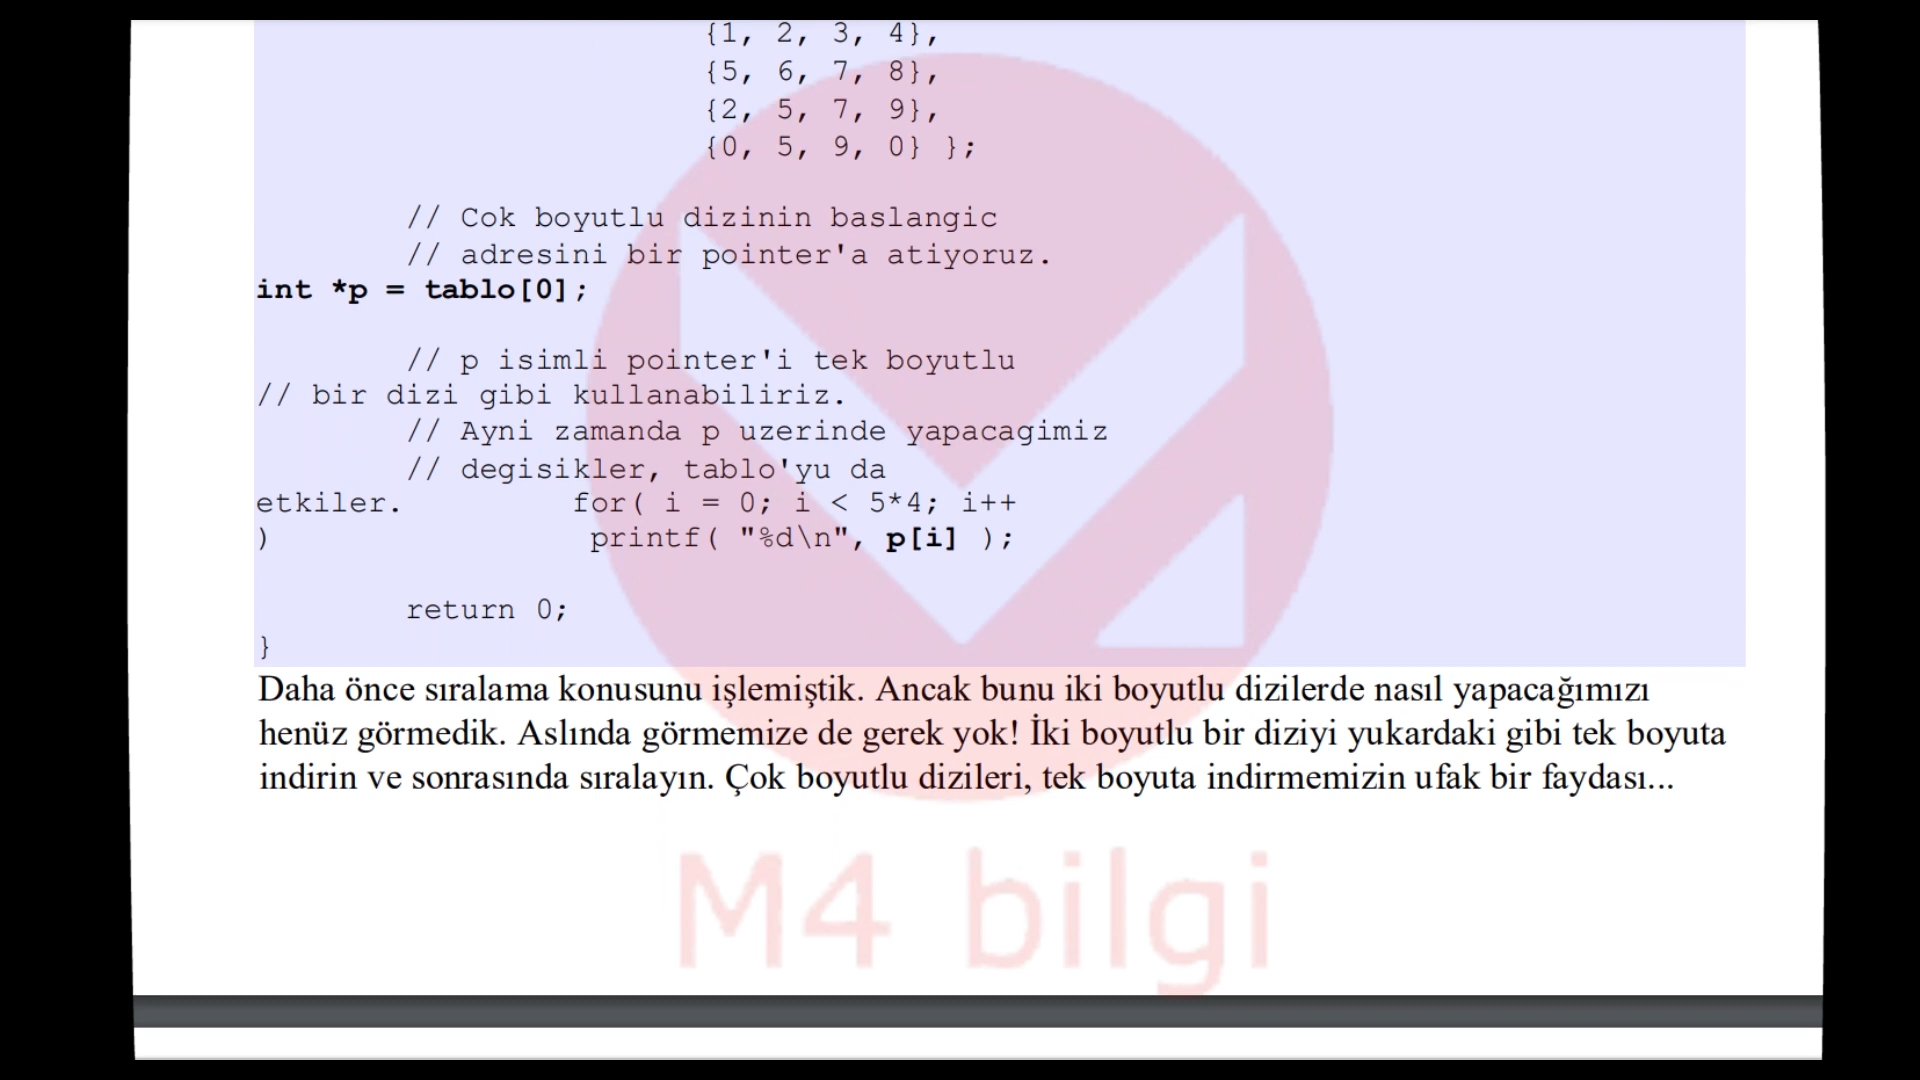 {1, 2, 3, 4},
{5, 6, 7, 8},
{2, 5, 7, 9},
{0, 5, 9, 0} };
// Cok boyutlu dizinin baslangic
// adresini bir pointer'a atiyoruz.
int *p = tablo[0];
// p isimli pointer'i tek boyutlu
// bir dizi gibi kullanabiliriz.
// Ayni zamanda p uzerinde yapacagimiz
// degisikler, tablo'yu da
etkiler. for( i = 0; i < 5*4; i++
) printf( "%d\n", p[i] );
return 0;
}
Daha önce sıralama konusunu işlemiştik. Ancak bunu iki boyutlu dizilerde nasıl yapacağımızı
henüz görmedik. Aslında görmemize de gerek yok! İki boyutlu bir diziyi yukardaki gibi tek boyuta
indirin ve sonrasında sıralayın. Çok boyutlu dizileri, tek boyuta indirmemizin ufak bir faydası...
M4 bilgi